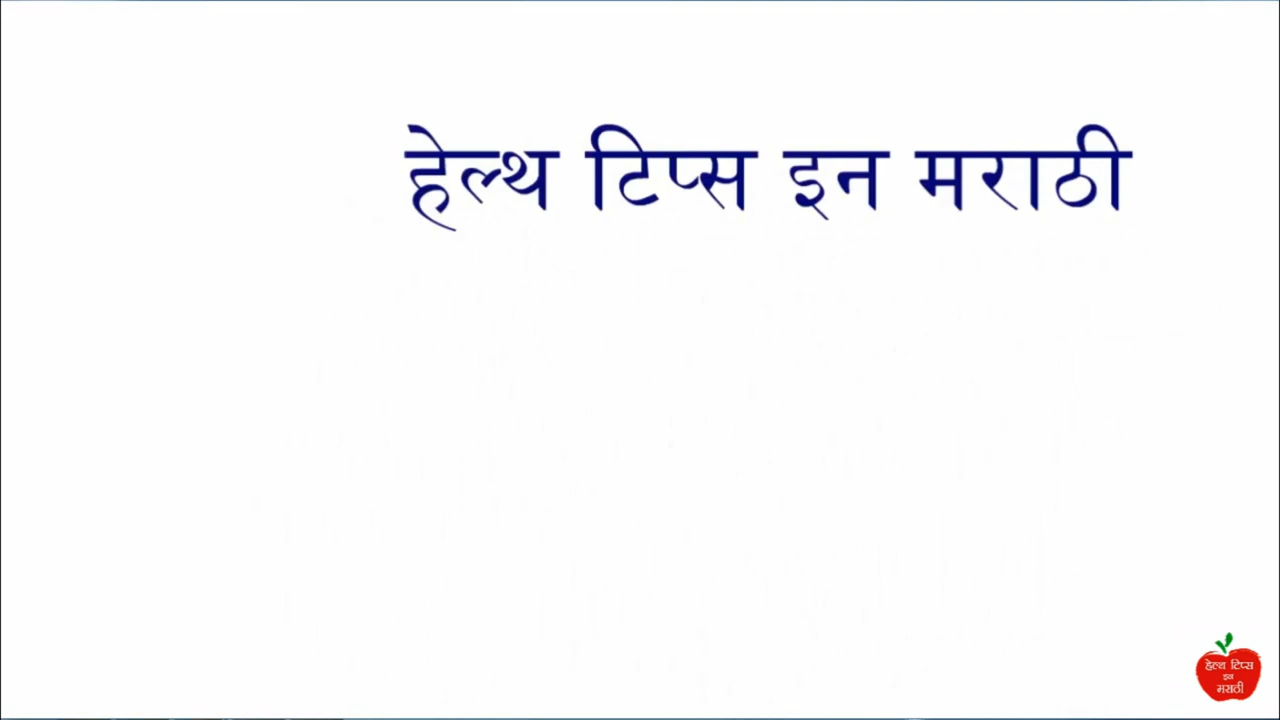 हेल्थ टिप्स इन मराठी
हेल्थ टिप्स
इन
मराठी